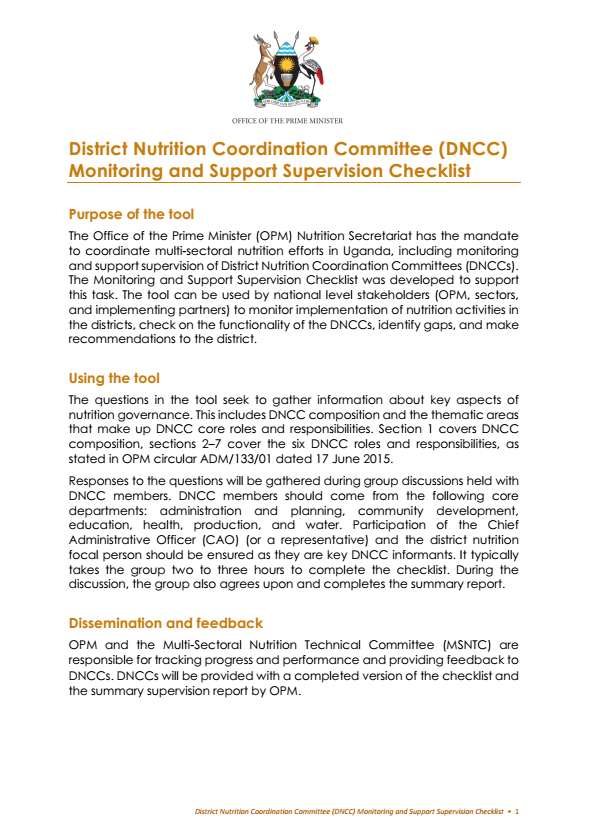 OFFICE OF THE PRIME MINISTER
District Nutrition Coordination Committee (DNCC)
Monitoring and Support Supervision Checklist
Purpose of the tool
The Office of the Prime Minister (OPM) Nutrition Secretariat has the mandate
to coordinate multi-sectoral nutrition efforts in Uganda, including monitoring
and support supervision of District Nutrition Coordination Committees (DNCCs).
The Monitoring and Support Supervision Checklist was developed to support
this task. The tool can be used by national level stakeholders (OPM, sectors,
and implementing partners) to monitor implementation of nutrition activities in
the districts, check on the functionality of the DNCCs, identify gaps, and make
recommendations to the district.
Using the tool
The questions in the tool seek to gather information about key aspects of
nutrition governance. This includes DNCC composition and the thematic areas
that make up DNCC core roles and responsibilities. Section 1 covers DNCC
composition, sections 2–7 cover the six DNCC roles and responsibilities, as
stated in OPM circular ADM/133/01 dated 17 June 2015.
Responses to the questions will be gathered during group discussions held with
DNCC members. DNCC members should come from the following core
departments: administration and planning, community development,
education, health, production, and water. Participation of the Chief
Administrative Officer (CAO) (or a representative) and the district nutrition
focal person should be ensured as they are key DNCC informants. It typically
takes the group two to three hours to complete the checklist. During the
discussion, the group also agrees upon and completes the summary report.
Dissemination and feedback
OPM and the Multi-Sectoral Nutrition Technical Committee (MSNTC) are
responsible for tracking progress and performance and providing feedback to
DNCCs. DNCCs will be provided with a completed version of the checklist and
the summary supervision report by OPM.
District Nutrition Coordination Committee (DNCC) Monitoring and Support Supervision Checklist • 1